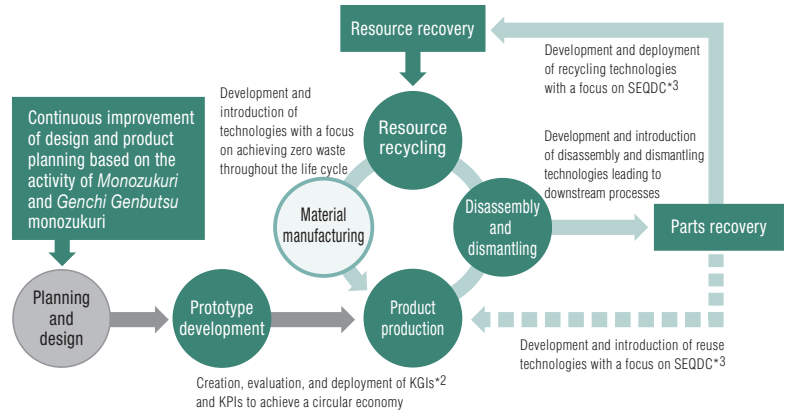 Resource recovery
Development and deployment
of recycling technologies
with a focus on SEQDC*3
Development and
introduction of
technologies with a focus
on achieving zero waste
throughout the life cycle
Continuous improvement
of design and product
planning based on the
activity of Monozukuri
and Genchi Genbutsu
monozukuri
Resource
recycling
Development and introduction
of disassembly and dismantling
technologies leading to
downstream processes
Material
manufacturing
Disassembly
and
dismantling
Parts recovery
Planning
and
design
Prototype
development
Product
production
Development and introduction of reuse
technologies with a focus on SEQDC*3
Creation, evaluation, and deployment of KGIs*2
and KPIs to achieve a circular economy